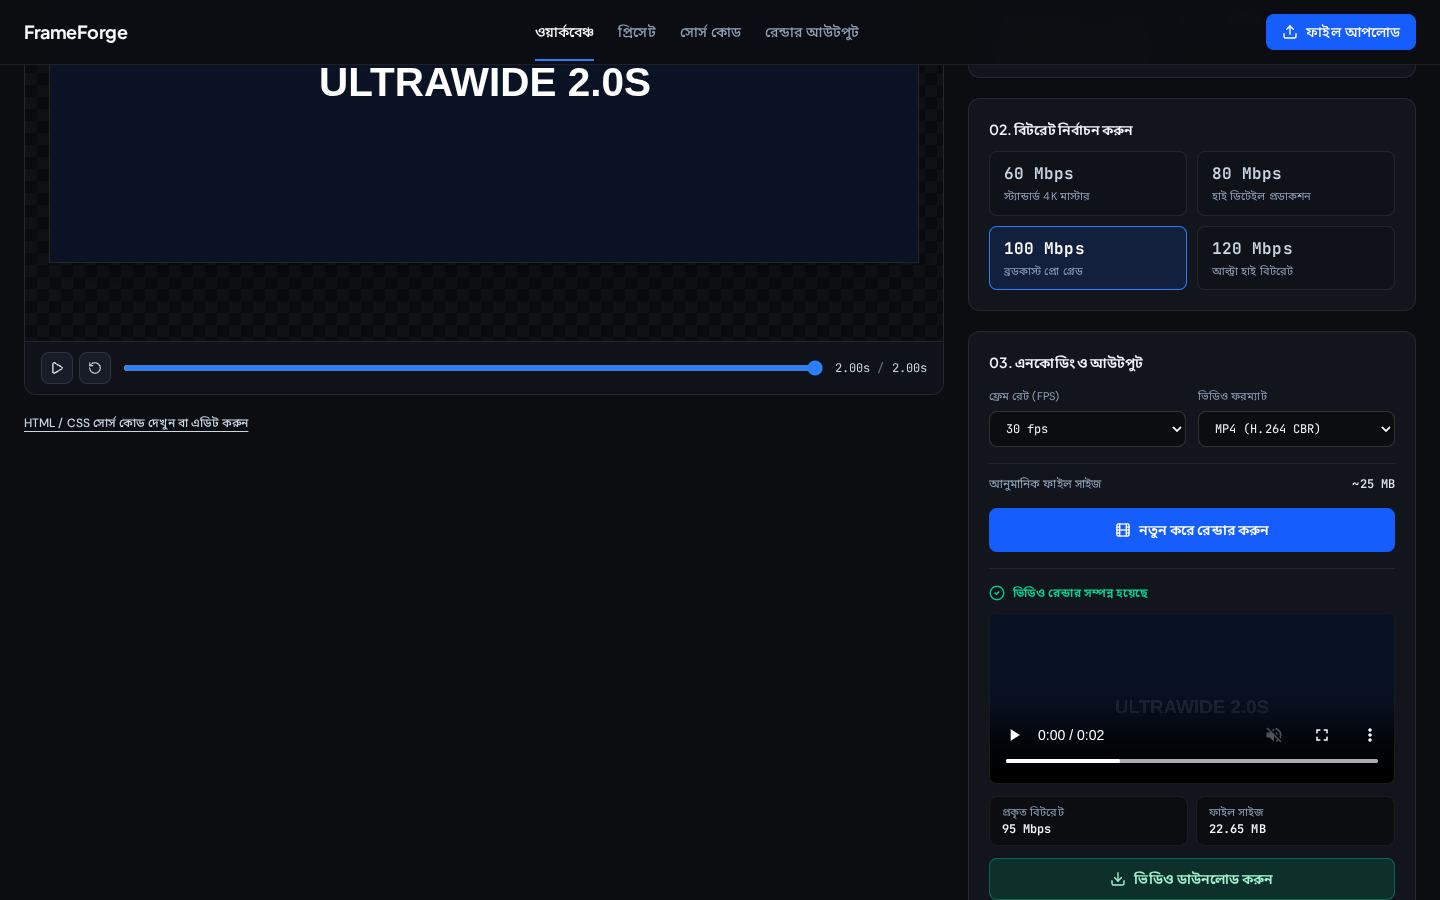 FrameForge
ওয়ার্কবেঞ্চ
প্রিসেট
সোর্স কোড
রেন্ডার আউটপুট
ফাইল আপলোড
ULTRAWIDE 2.0S
2.00s / 2.00s
HTML / CSS সোর্স কোড দেখুন বা এডিট করুন
02. বিটরেট নির্বাচন করুন
60 Mbps
স্ট্যান্ডার্ড 4K মাস্টার
80 Mbps
হাই ডিটেইল প্রডাকশন
100 Mbps
ব্রডকাস্ট প্রো গ্রেড
120 Mbps
আল্ট্রা হাই বিটরেট
03. এনকোডিং ও আউটপুট
ফ্রেম রেট (FPS)
ভিডিও ফরম্যাট
30 fps
MP4 (H.264 CBR)
আনুমানিক ফাইল সাইজ
~25 MB
নতুন করে রেন্ডার করুন
ভিডিও রেন্ডার সম্পন্ন হয়েছে
ULTRAWIDE 2.0S
0:00 / 0:02
প্রকৃত বিটরেট
95 Mbps
ফাইল সাইজ
22.65 MB
ভিডিও ডাউনলোড করুন